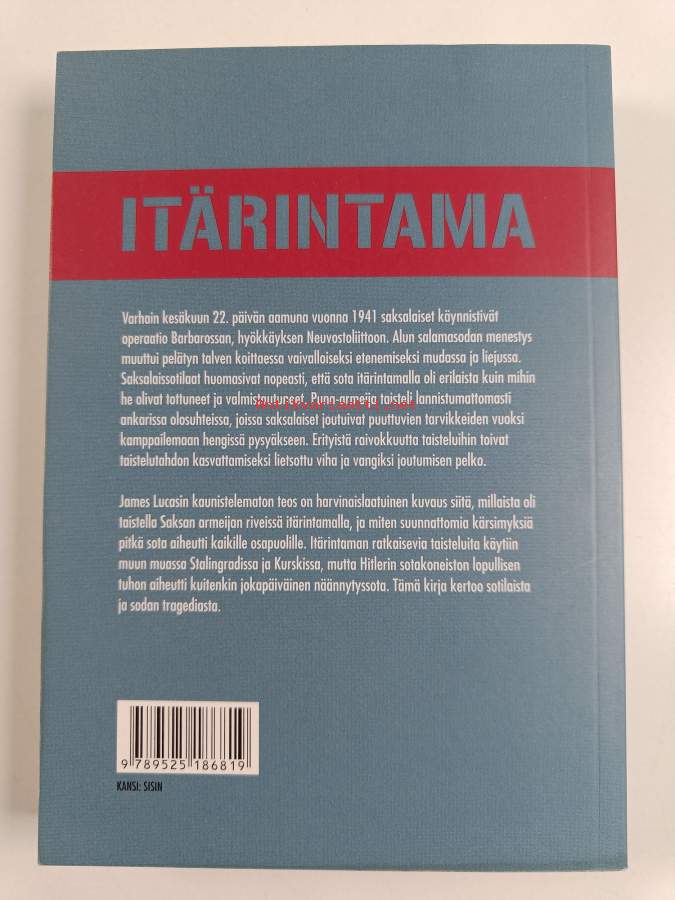 ITÄRINTAMA
Varhain kesäkuun 22. päivän aamuna vuonna 1941 saksalaiset käynnistivät
operaatio Barbarossan, hyökkäyksen Neuvostoliittoon. Alun salamasodan menestys
muuttui pelätyn talven koittaessa vaivalloiseksi etenemiseksi mudassa ja liejussa.
Saksalaissotilaat huomasivat nopeasti, että sota itärintamalla oli erilaista kuin mihin
he olivat tottuneet ja valmistautuneet. Puna-armeija taisteli lannistumattomasti
Antikvariaatti.net
ankarissa olosuhteissa, joissa saksalaiset joutuivat puuttuvien tarvikkeiden vuoksi
kamppailemaan hengissä pysyäkseen. Erityistä raivokkuutta taisteluihin toivat
taistelutahdon kasvattamiseksi lietsottu viha ja vangiksi joutumisen pelko.
James Lucasin kaunistelematon teos on harvinaislaatuinen kuvaus siitä, millaista oli
taistella Saksan armeijan riveissä itärintamalla, ja miten suunnattomia kärsimyksiä
pitkä sota aiheutti kaikille osapuolille. Itärintaman ratkaisevia taisteluita käytiin
muun muassa Stalingradissa ja Kurskissa, mutta Hitlerin sotakoneiston lopullisen
tuhon aiheutti kuitenkin jokapäiväinen näännytyssota. Tämä kirja kertoo sotilaista
ja sodan tragediasta.
9 789525 186819
KANSI: SISIN